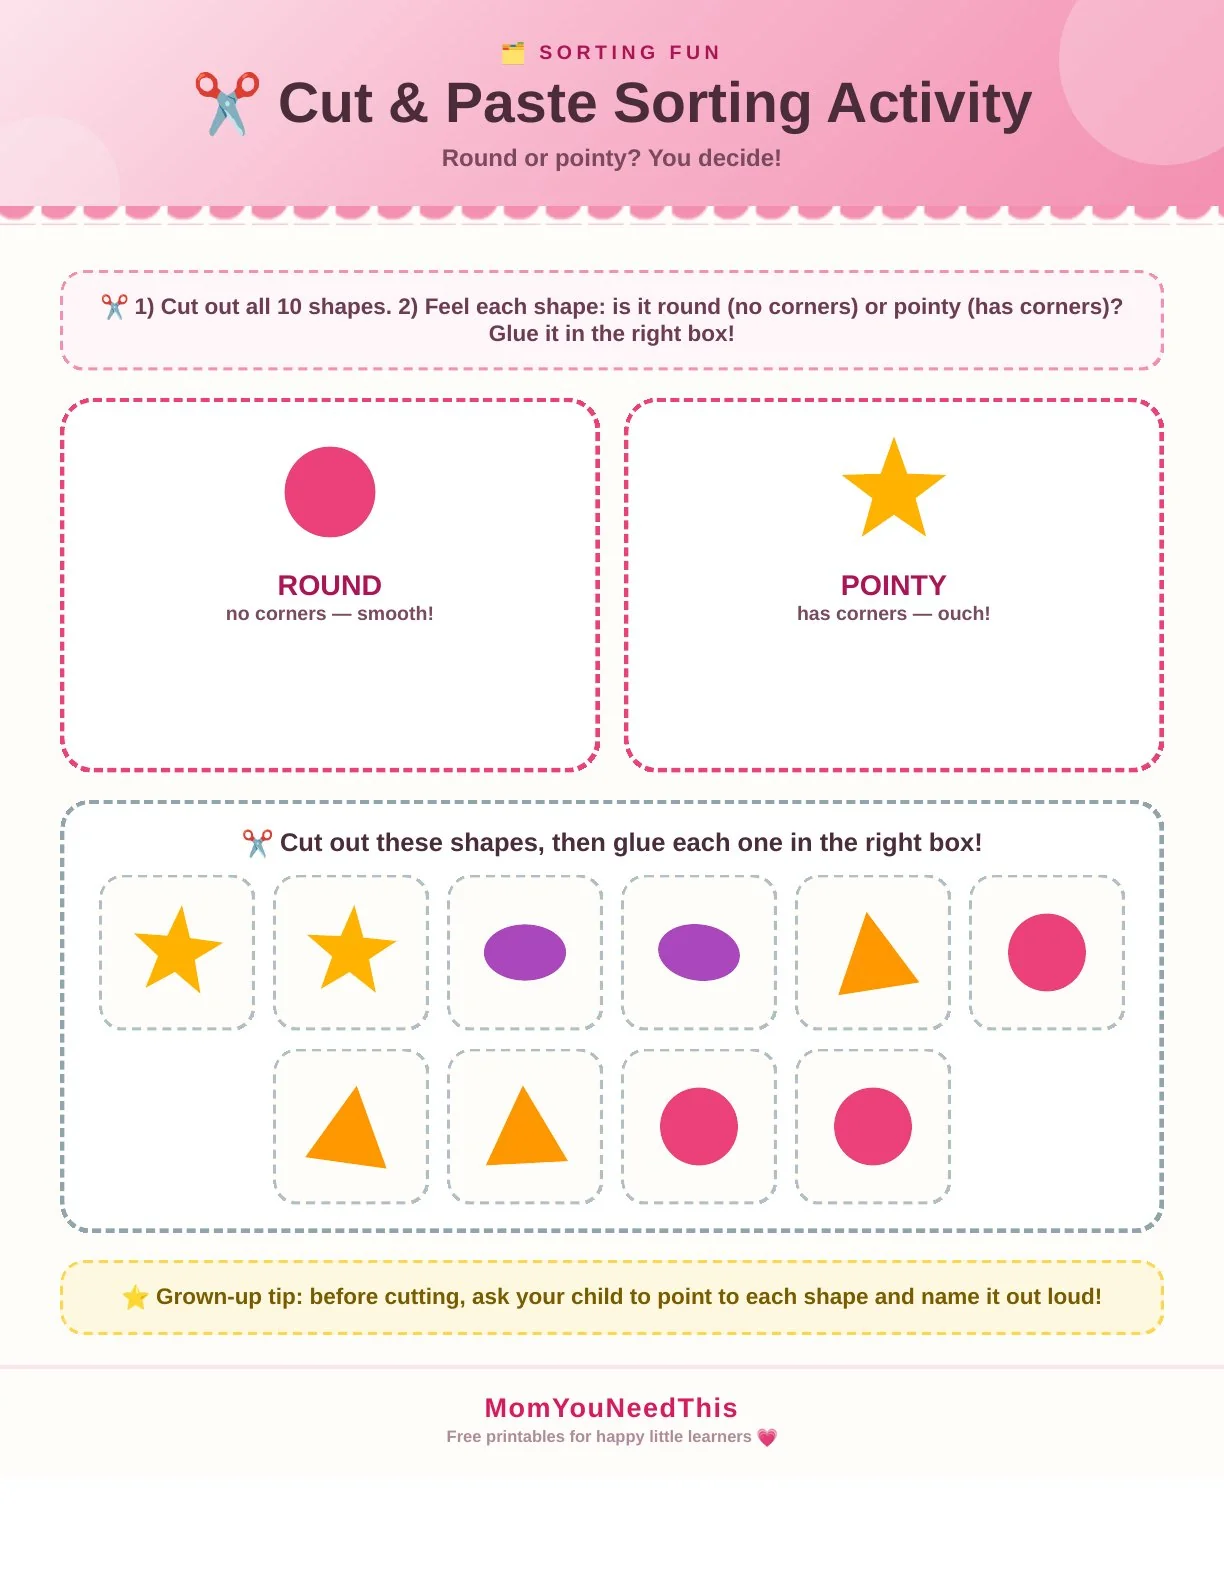 SORTING FUN
Cut & Paste Sorting Activity
Round or pointy? You decide!
1) Cut out all 10 shapes. 2) Feel each shape: is it round (no corners) or pointy (has corners)?
Glue it in the right box!
ROUND
no corners — smooth!
POINTY
has corners — ouch!
Cut out these shapes, then glue each one in the right box!
Grown-up tip: before cutting, ask your child to point to each shape and name it out loud!
MomYouNeedThis
Free printables for happy little learners